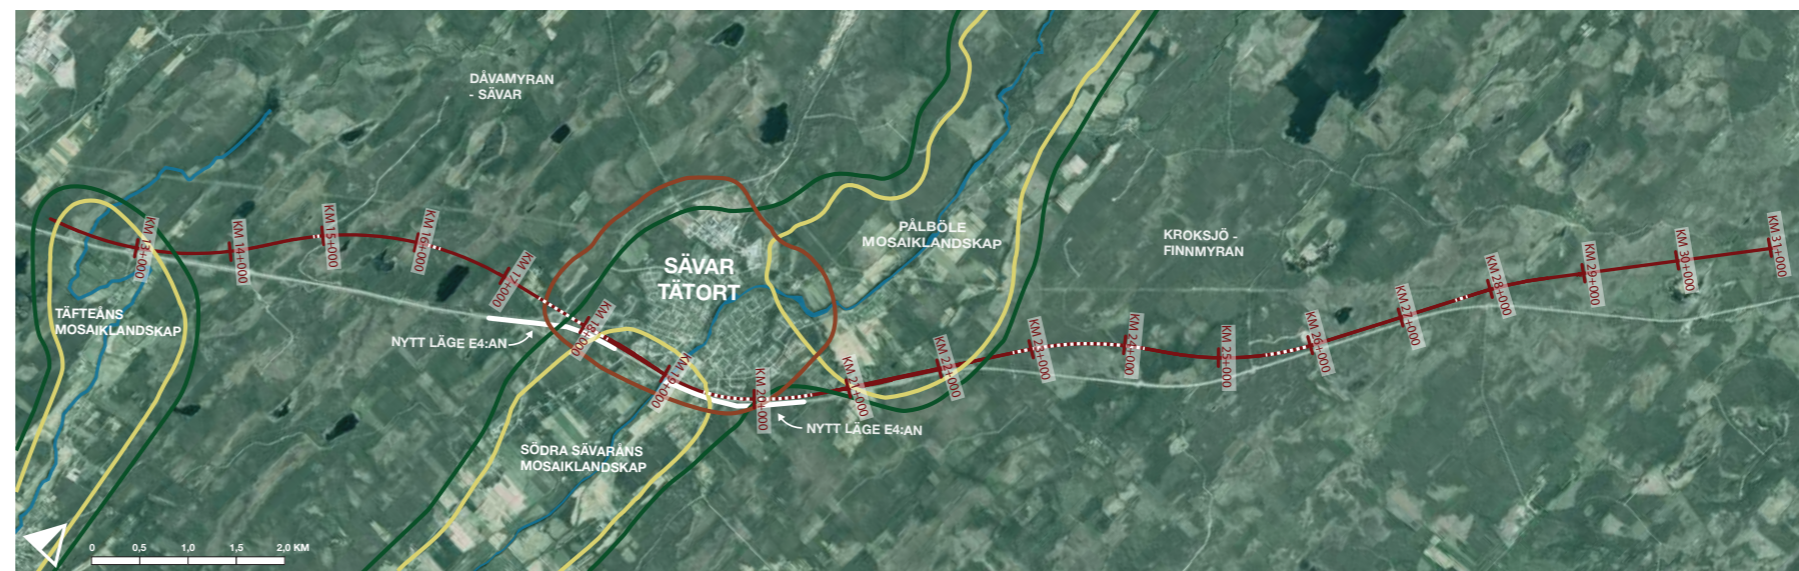 DÅVAMYRAN
- SÄVAR
PÅLBÖLE
MOSAIKLANDSKAP
KROKSJÖ -
FINNMYRAN
SÄVAR
TÄTORT
TÄFTEÅNS
MOSAIKLANDSKAP
NYTT LÄGE E4:AN
NYTT LÄGE E4:AN
SÖDRA SÄVARÅNS
MOSAIKLANDSKAP
KM 13+000
KM 14+000
KM 15+000
KM 16+000
KM 17+000
KM 18+000
KM 19+000
KM 20+000
KM 21+000
KM 22+000
KM 23+000
KM 24+000
KM 25+000
KM 26+000
KM 27+000
KM 28+000
KM 29+000
KM 30+000
KM 31+000
0 0,5 1,0 1,5 2,0 KM